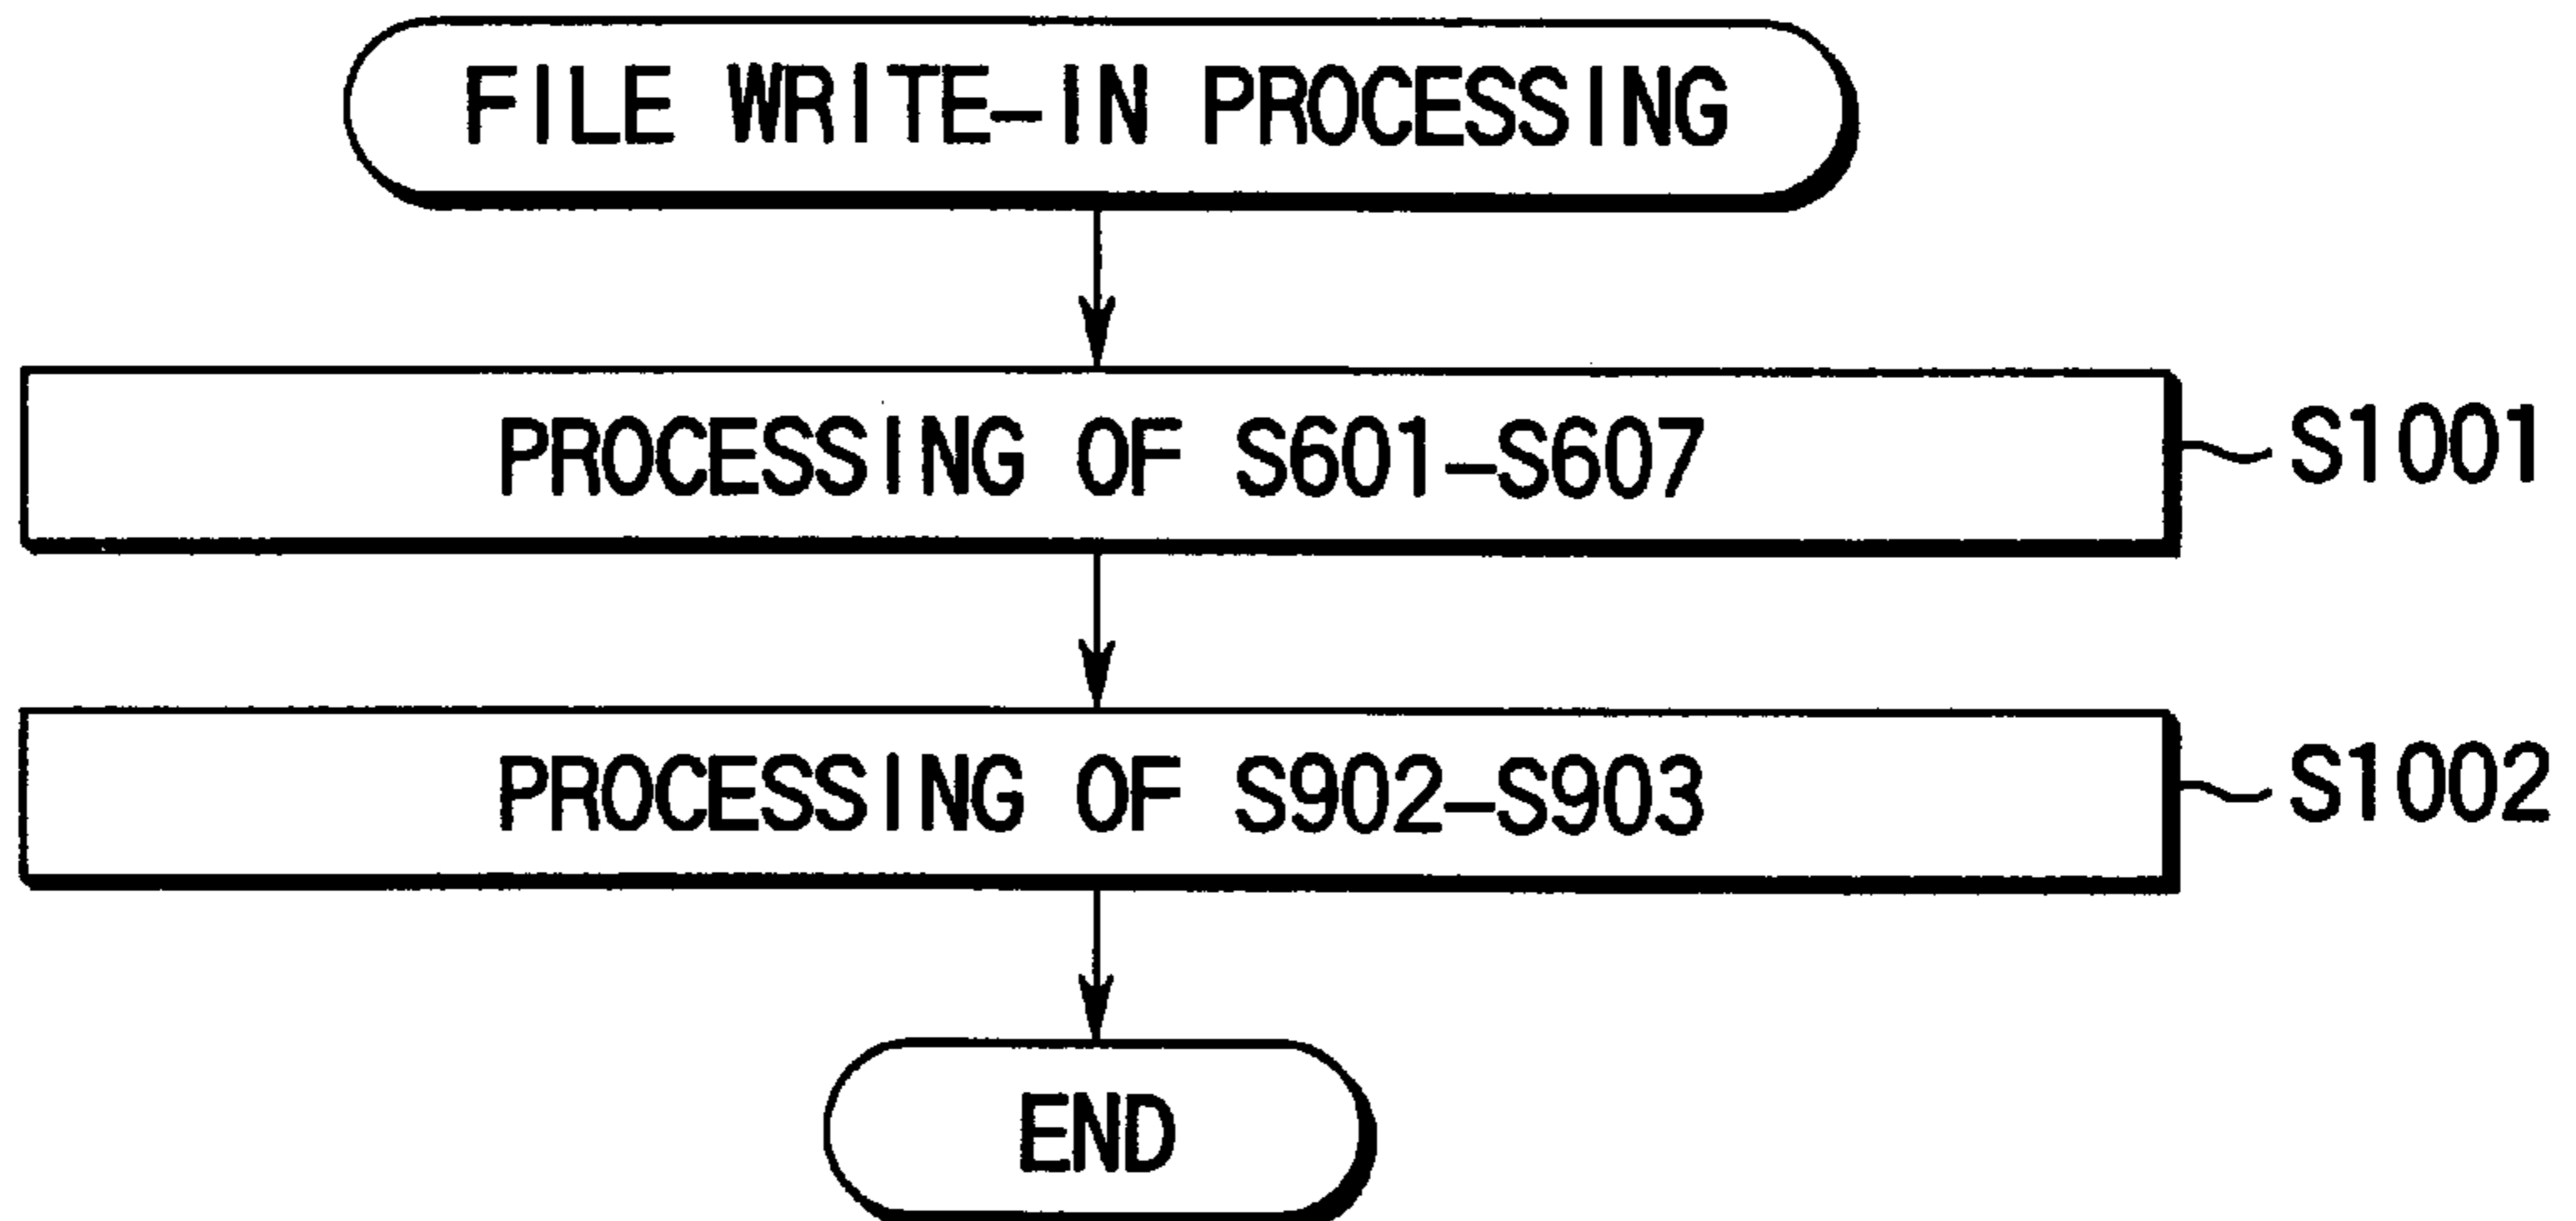 FILE WRITE-IN PROCESSING
PROCESSING OF S601-S607
S1001
PROCESSING OF S902-S903
S1002
END